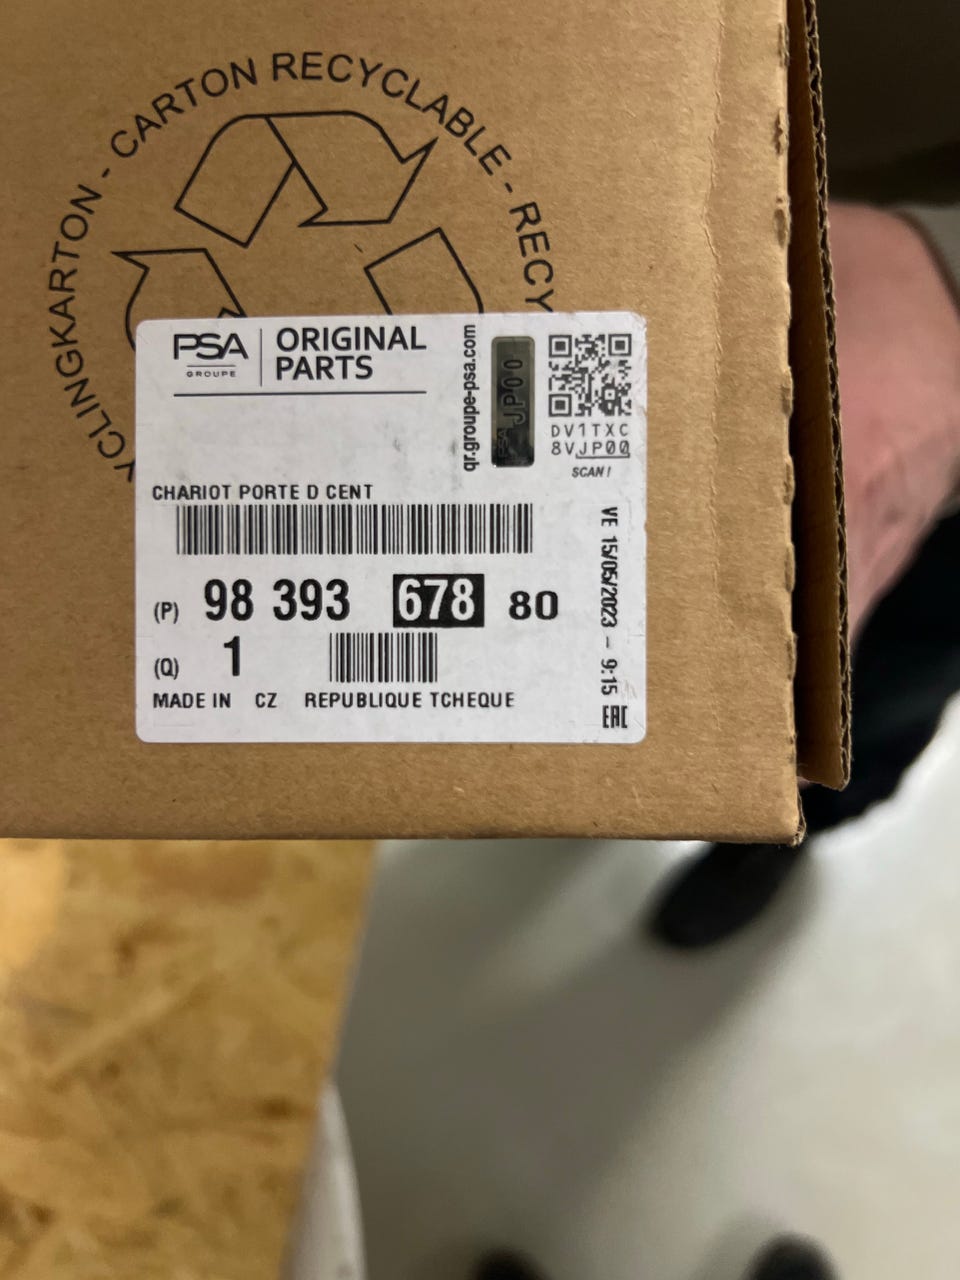 CLINGKARTON - CARTON RECYCLABLE - RECY
PSA
GROUPE
ORIGINAL
PARTS
qr.groupe-psa.com
JP00
DV1TXC
8VJP00
SCAN!
CHARIOT PORTE D CENT
VE 15/05/2023 - 9:15
(P) 98 393 678 80
(Q) 1
MADE IN CZ REPUBLIQUE TCHEQUE
EAC